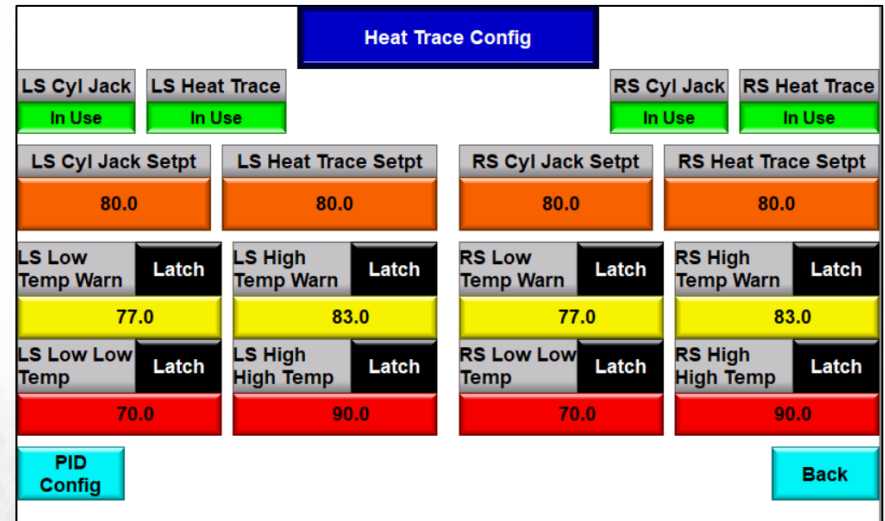 Heat Trace Config
LS Cyl Jack
LS Heat Trace
RS Cyl Jack
RS Heat Trace
In Use
In Use
In Use
In Use
LS Cyl Jack Setpt
LS Heat Trace Setpt
RS Cyl Jack Setpt
RS Heat Trace Setpt
80.0
80.0
80.0
80.0
LS Low
Temp Warn
Latch
LS High
Temp Warn
Latch
RS Low
Temp Warn
Latch
RS High
Temp Warn
Latch
77.0
83.0
77.0
83.0
LS Low Low
Temp
Latch
LS High
High Temp
Latch
RS Low Low
Temp
Latch
RS High
High Temp
Latch
70.0
90.0
70.0
90.0
PID
Config
Back